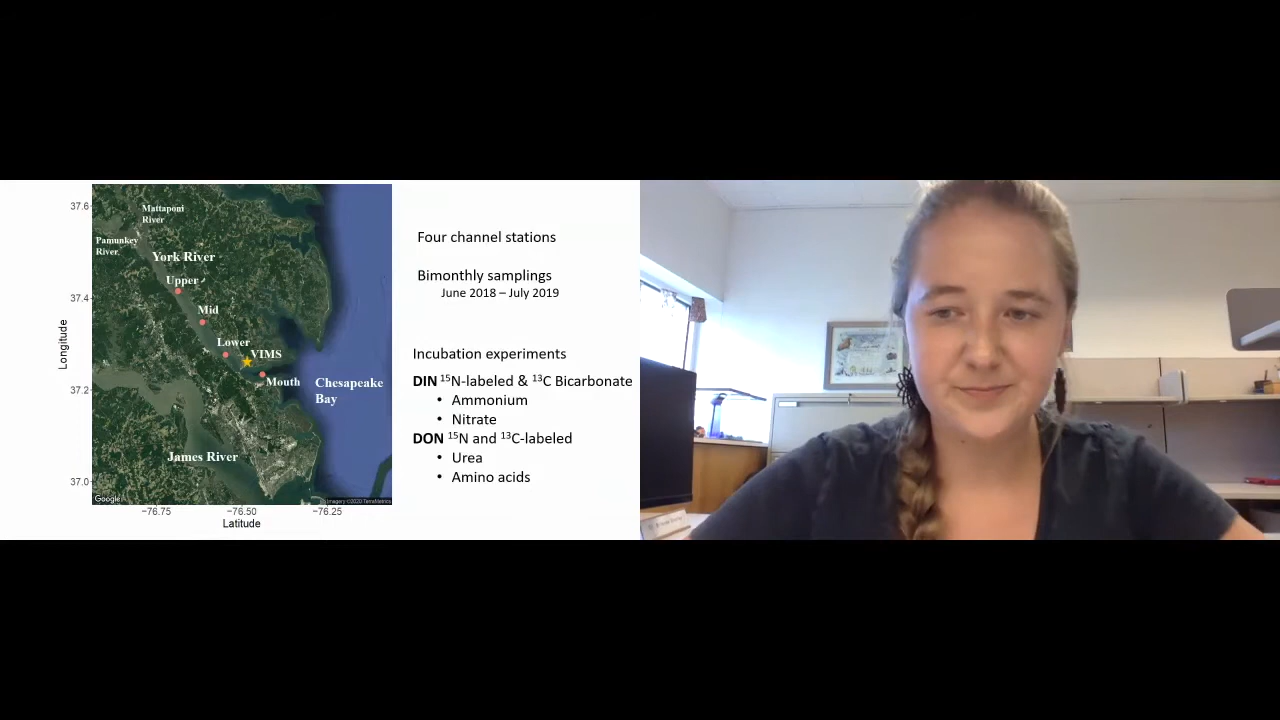 37.6
37.4
37.2
37.0
Longitude
Mattaponi
River
Pamunkey
River
York River
Upper
Mid
Lower
VIMS
Mouth
Chesapeake
Bay
James River
Google
Imagery ©2020 TerraMetrics
−76.75
−76.50
−76.25
Latitude
Four channel stations
Bimonthly samplings
June 2018 – July 2019
Incubation experiments
DIN ¹⁵N-labeled & ¹³C Bicarbonate
• Ammonium
• Nitrate
DON ¹⁵N and ¹³C-labeled
• Urea
• Amino acids